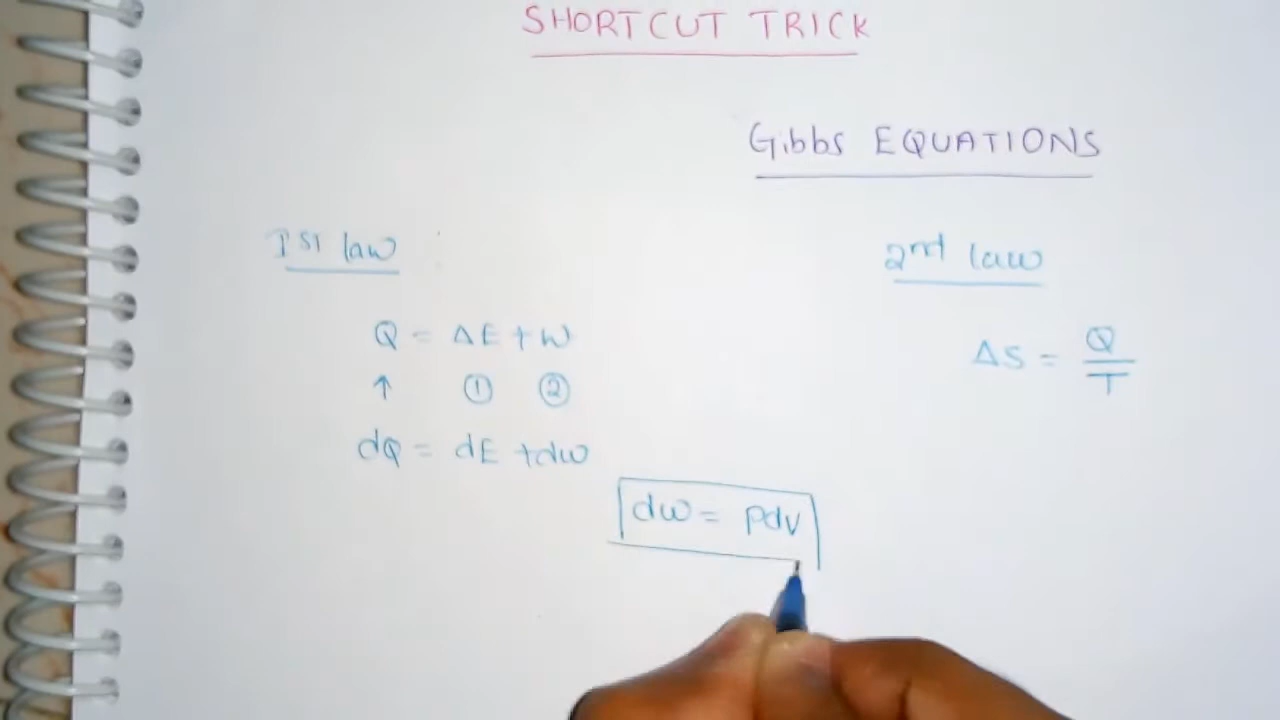 SHORTCUT TRICK
Gibbs EQUATIONS
1st law
2nd law
Q = ΔE + W
ΔS = Q/T
↑ ① ②
dQ = dE + dw
dw = Pdv